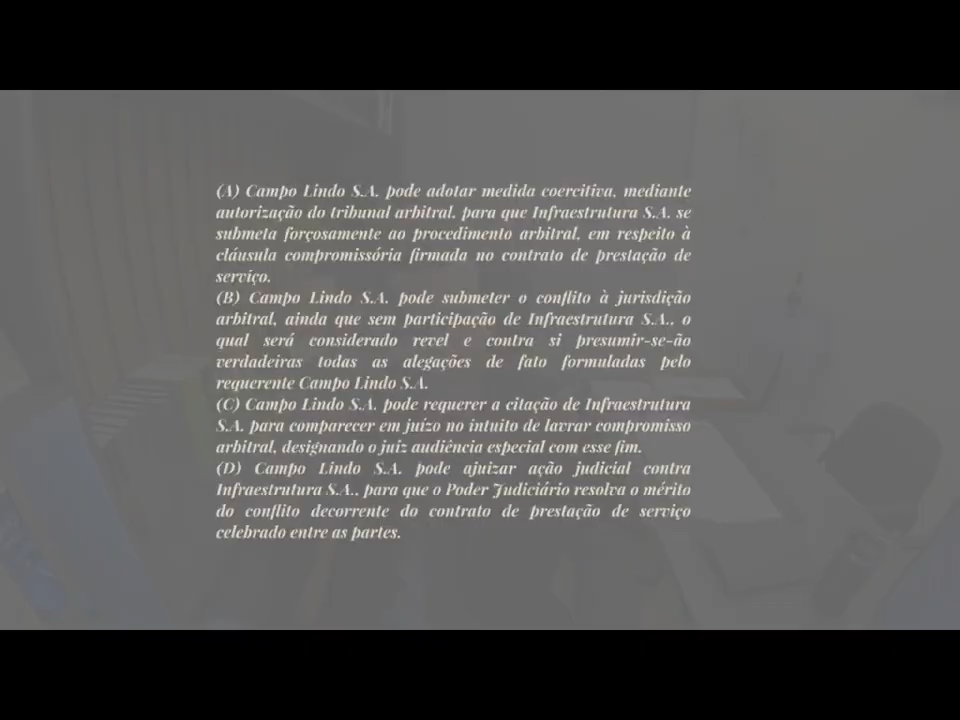 (A) Campo Lindo S.A. pode adotar medida coercitiva, mediante
autorização do tribunal arbitral, para que Infraestrutura S.A. se
submeta forçosamente ao procedimento arbitral, em respeito à
cláusula compromissória firmada no contrato de prestação de
serviço.
(B) Campo Lindo S.A. pode submeter o conflito à jurisdição
arbitral, ainda que sem participação de Infraestrutura S.A., o
qual será considerado revel e contra si presumir-se-ão
verdadeiras todas as alegações de fato formuladas pelo
requerente Campo Lindo S.A.
(C) Campo Lindo S.A. pode requerer a citação de Infraestrutura
S.A. para comparecer em juízo no intuito de lavrar compromisso
arbitral, designando o juiz audiência especial com esse fim.
(D) Campo Lindo S.A. pode ajuizar ação judicial contra
Infraestrutura S.A., para que o Poder Judiciário resolva o mérito
do conflito decorrente do contrato de prestação de serviço
celebrado entre as partes.